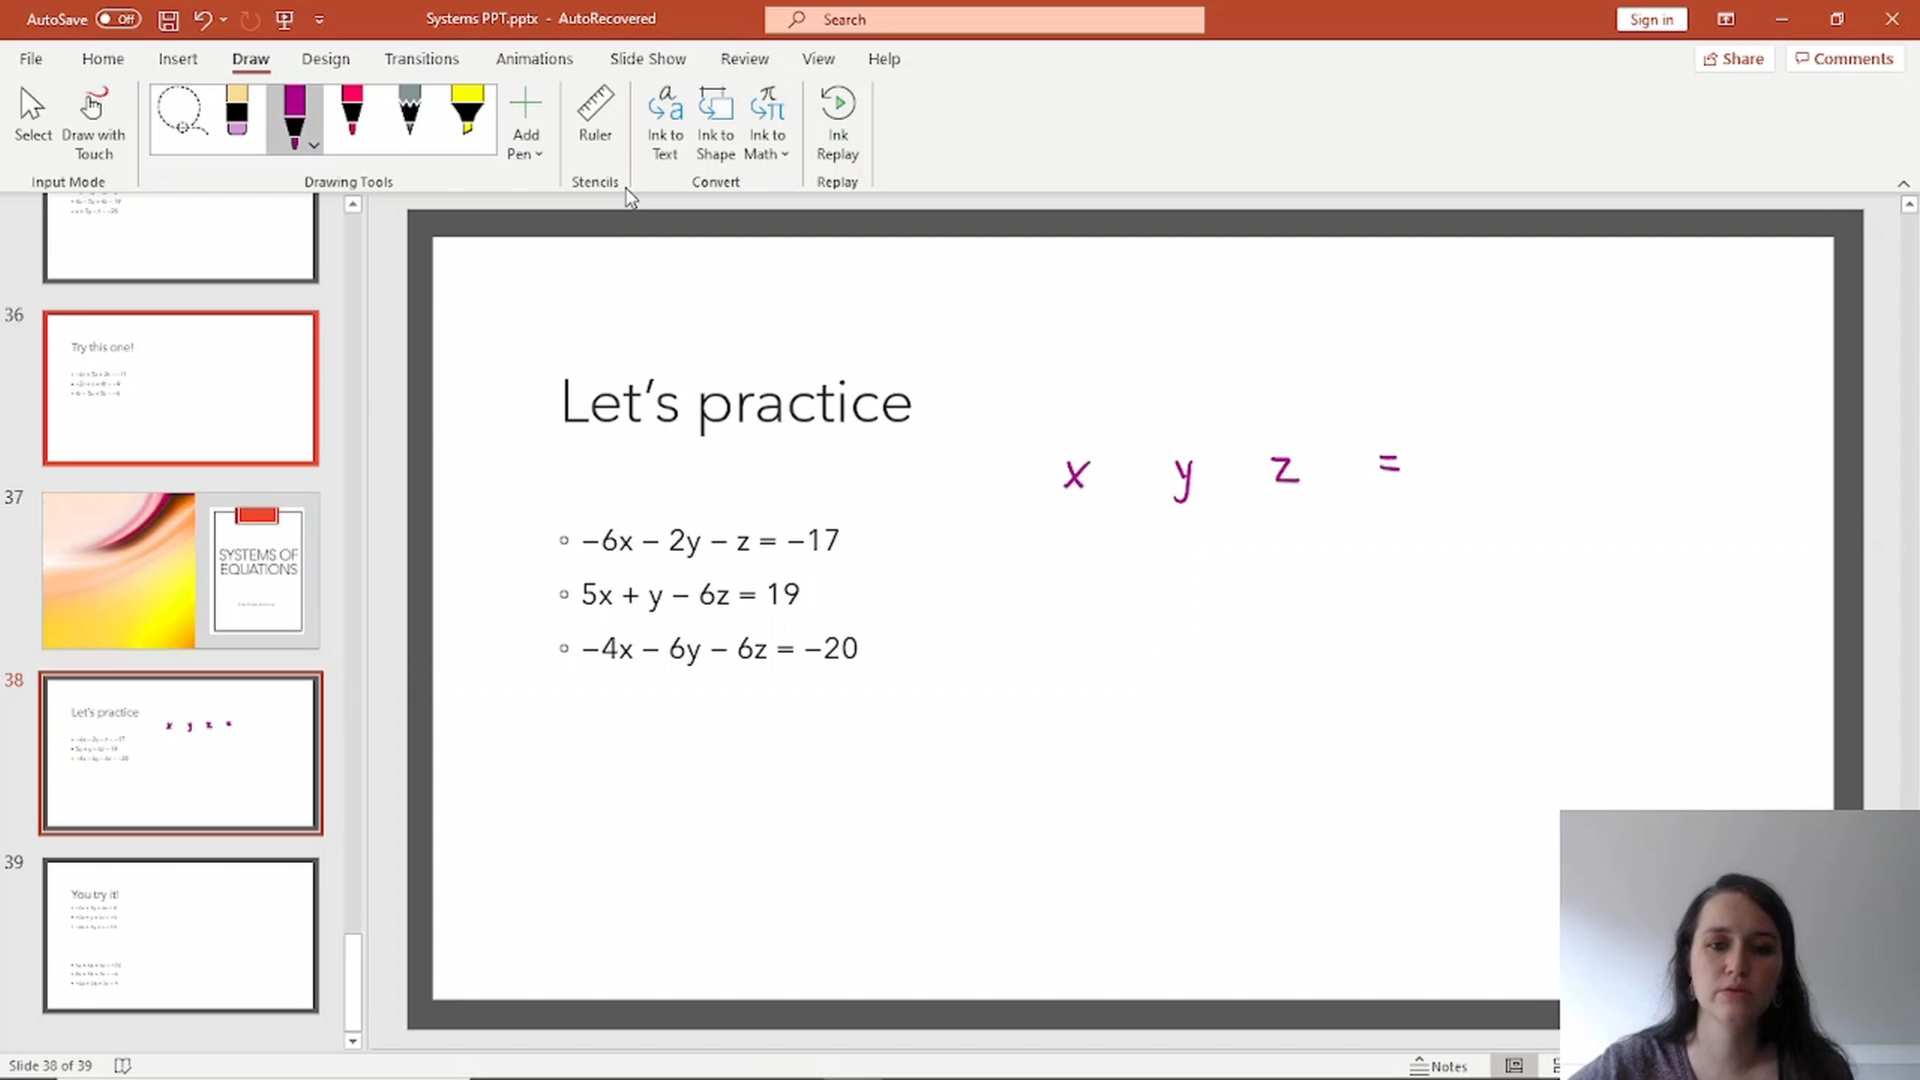 AutoSave Off Systems PPT.pptx - AutoRecovered Search Sign in
File Home Insert Draw Design Transitions Animations Offline Slide Show Review View Help Share Comments
Select
Draw with Touch
Add Pen
Ruler
Ink to Text
Ink to Shape
Ink to Math
Ink Replay
Input Mode Drawing Tools Stencils Convert Replay
36
Try this one!
37
SYSTEMS OF
EQUATIONS
38
Let's practice
x y z =
39
You try it!
Let's practice
x y z =
−6x − 2y − z = −17
5x + y − 6z = 19
−4x − 6y − 6z = −20
Slide 38 of 39 Notes